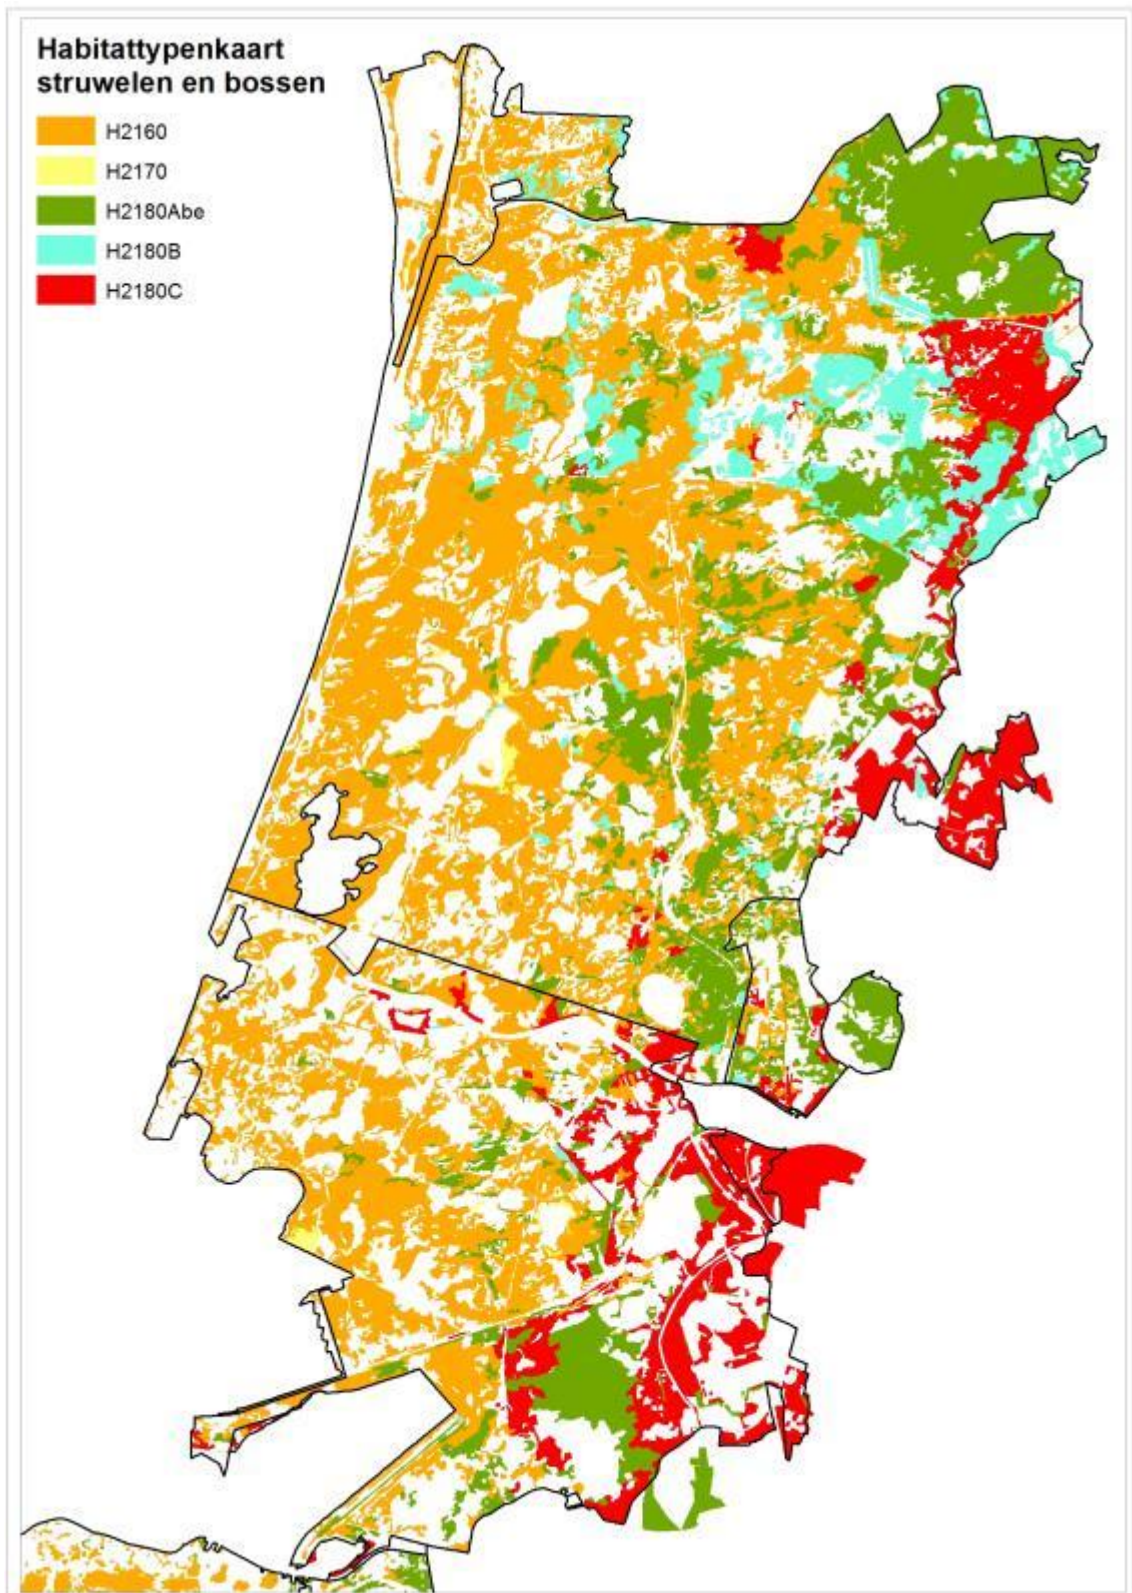 Habitattypenkaart
struwelen en bossen
H2160
H2170
H2180Abe
H2180B
H2180C